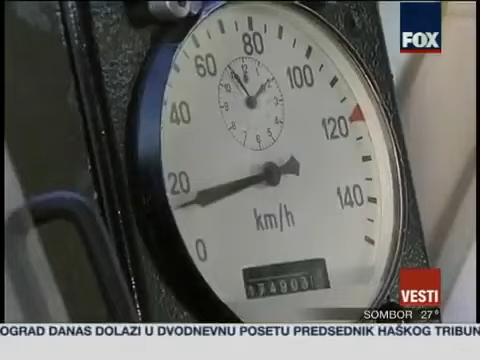 FOX
80
60
100
12
40
120
20
140
km/h
0
VESTI
SOMBOR 27°
OGRAD DANAS DOLAZI U DVODNEVNU POSETU PREDSEDNIK HAŠKOG TRIBUN